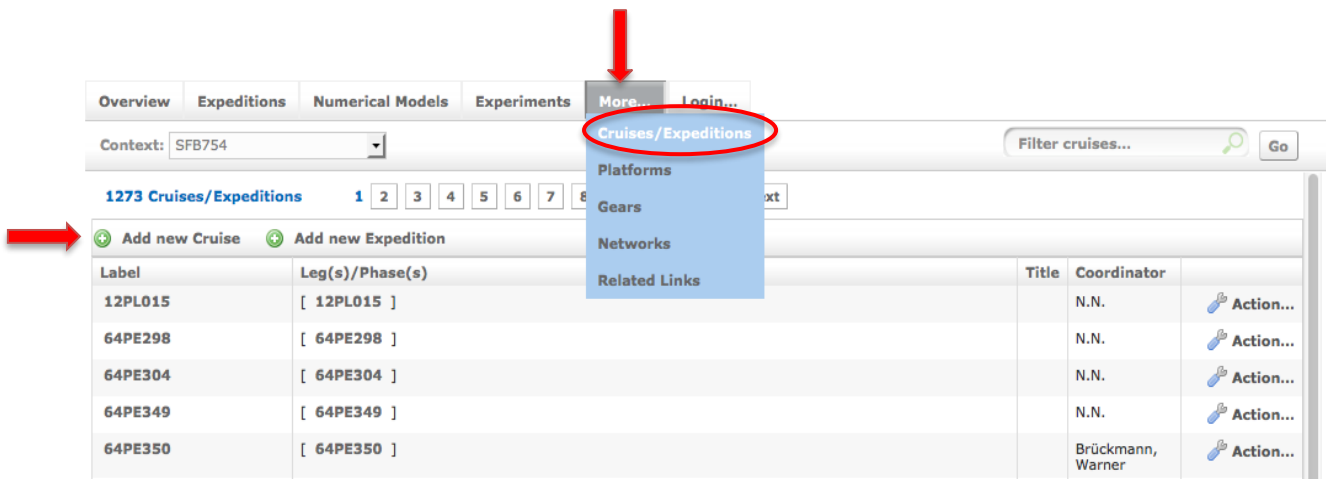 Overview Expeditions Numerical Models Experiments More... Login...
Context: SFB754 Cruises/Expeditions Filter cruises... Go
Platforms
1273 Cruises/Expeditions 1 2 3 4 5 6 7 8 xt
Gears
Add new Cruise Add new Expedition Networks
Label Leg(s)/Phase(s) Related Links Title Coordinator
12PL015 [ 12PL015 ] N.N. Action...
64PE298 [ 64PE298 ] N.N. Action...
64PE304 [ 64PE304 ] N.N. Action...
64PE349 [ 64PE349 ] N.N. Action...
64PE350 [ 64PE350 ] Brückmann, Action...
Warner